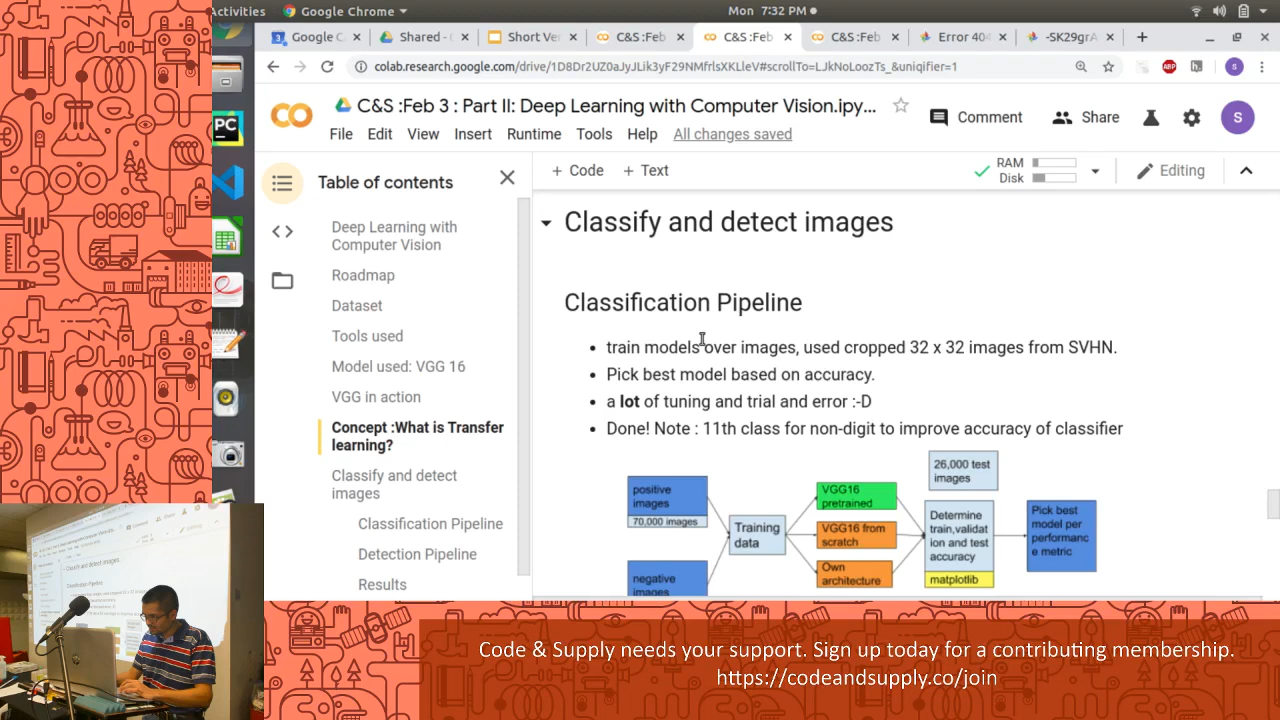 Activities
Google Chrome
Mon 7:32 PM
Google C
Shared - (
Short Ve
C&S :Feb
C&S :Feb
C&S :Feb
Error 40
-SK29grA
colab.research.google.com/drive/1D8Dr2UZ0aJyJLik3yF29NMfrlsXKLleV#scrollTo=LJkNoLoozTs_&uniqifier=1
ABP
S
PC
CO
C&S :Feb 3 : Part II: Deep Learning with Computer Vision.ipy...
File Edit View Insert Runtime Tools Help All changes saved
Comment
Share
S
Table of contents
Deep Learning with
Computer Vision
Roadmap
Dataset
Tools used
Model used: VGG 16
VGG in action
Concept :What is Transfer
learning?
Classify and detect
images
Classification Pipeline
Detection Pipeline
Results
+ Code + Text
RAM
Disk
Editing
Classify and detect images
Classification Pipeline
• train models over images, used cropped 32 x 32 images from SVHN.
• Pick best model based on accuracy.
• a lot of tuning and trial and error :-D
• Done! Note : 11th class for non-digit to improve accuracy of classifier
positive
images
70,000 images
negative
images
Training
data
VGG16
pretrained
VGG16 from
scratch
Own
architecture
26,000 test
images
Determine
train,validat
ion and test
accuracy
matplotlib
Pick best
model per
performanc
e metric
Code & Supply needs your support. Sign up today for a contributing membership.
https://codeandsupply.co/join